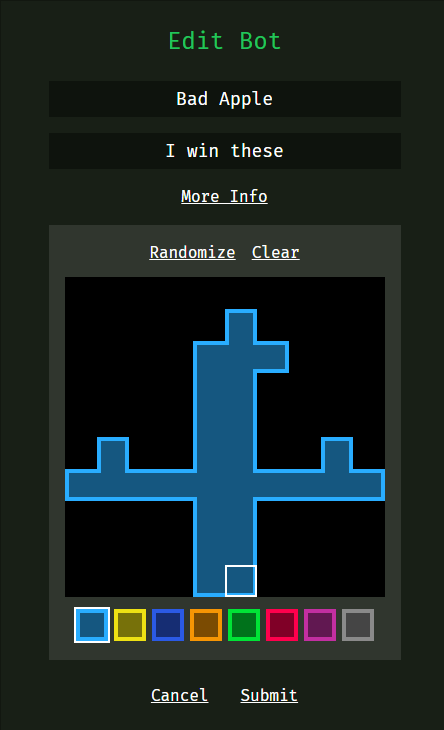 Edit Bot
Bad Apple
I win these
More Info
Randomize Clear
Cancel Submit